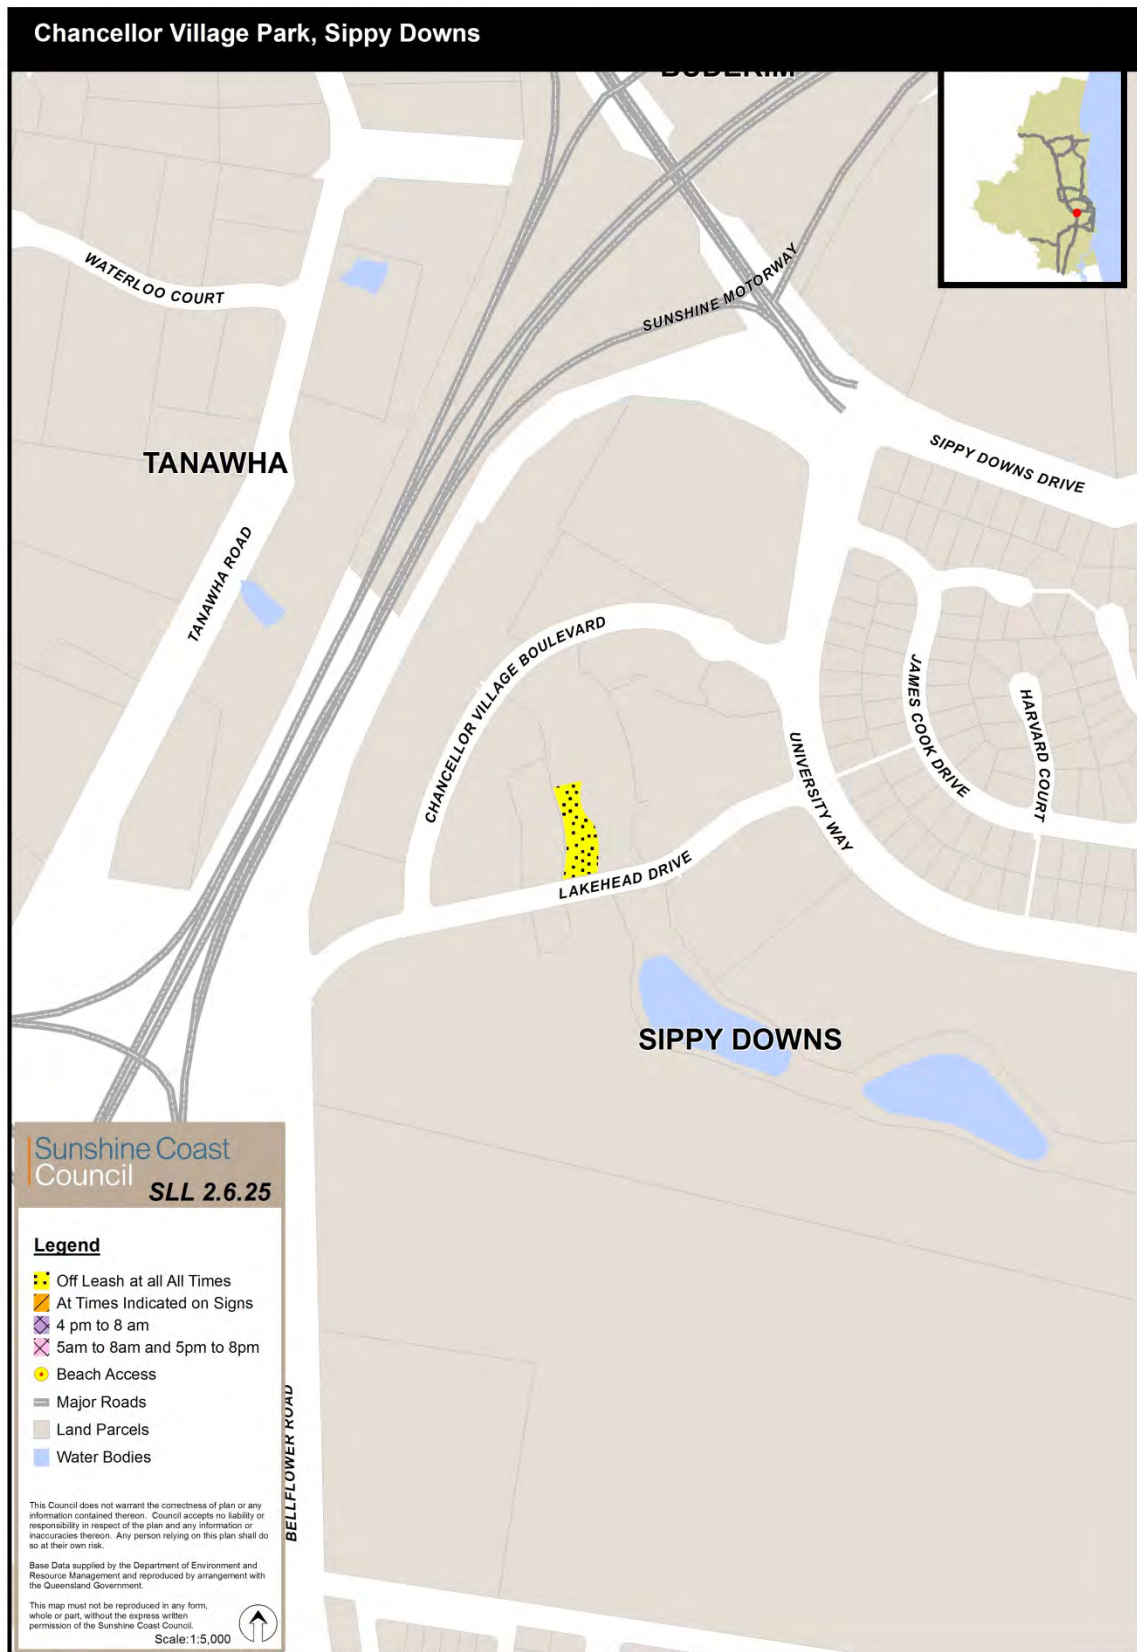 Chancellor Village Park, Sippy Downs
BUDERIM
WATERLOO COURT
SUNSHINE MOTORWAY
TANAWHA
SIPPY DOWNS DRIVE
TANAWHA ROAD
CHANCELLOR VILLAGE BOULEVARD
JAMES COOK DRIVE
HARVARD COURT
UNIVERSITY WAY
LAKEHEAD DRIVE
SIPPY DOWNS
Sunshine Coast
Council
SLL 2.6.25
Legend
Off Leash at all All Times
At Times Indicated on Signs
4 pm to 8 am
5am to 8am and 5pm to 8pm
Beach Access
Major Roads
Land Parcels
Water Bodies
BELLFLOWER ROAD
This Council does not warrant the correctness of plan or any
information contained thereon. Council accepts no liability or
responsibility in respect of the plan and any information or
inaccuracies thereon. Any person relying on this plan shall do
so at their own risk.
Base Data supplied by the Department of Environment and
Resource Management and reproduced by arrangement with
the Queensland Government.
This map must not be reproduced in any form,
whole or part, without the express written
permission of the Sunshine Coast Council.
Scale:1:5,000